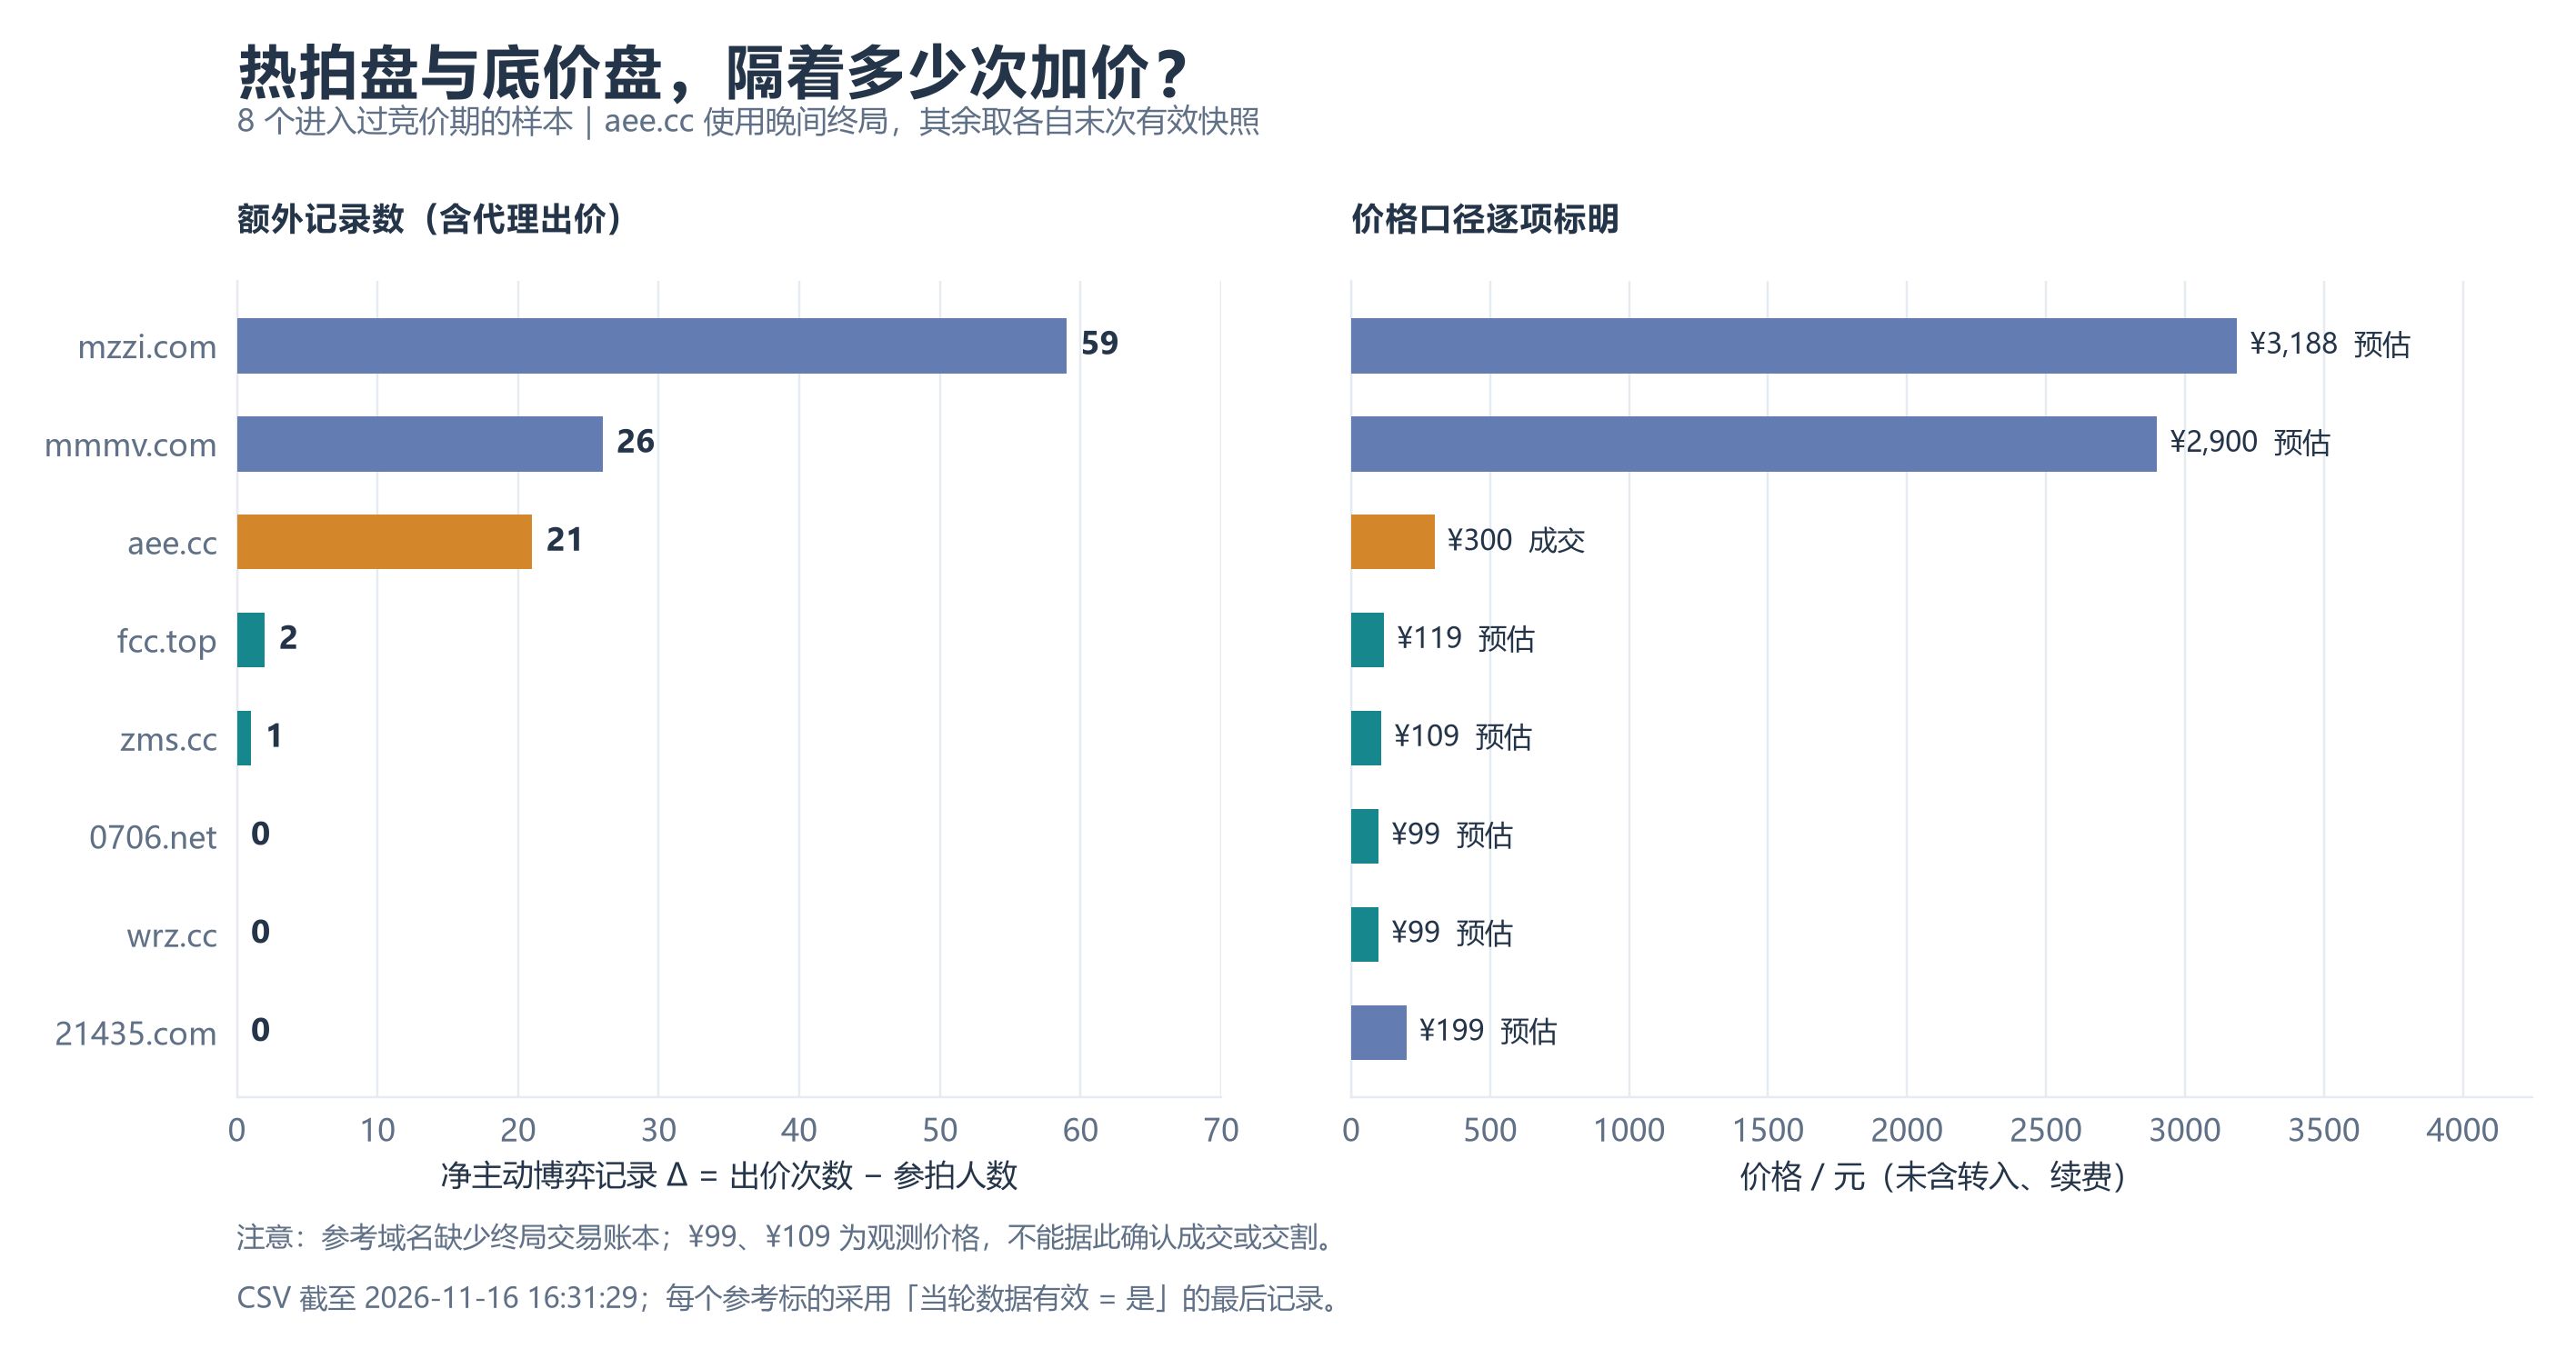 热拍盘与底价盘，隔着多少次加价？
8 个进入过竞价期的样本 | aee.cc 使用晚间终局，其余取各自末次有效快照
额外记录数（含代理出价）
mzzi.com 59
mmmv.com 26
aee.cc 21
fcc.top 2
zms.cc 1
0706.net 0
wrz.cc 0
21435.com 0
0 10 20 30 40 50 60 70
净主动博弈记录 Δ = 出价次数 − 参拍人数
价格口径逐项标明
¥3,188 预估
¥2,900 预估
¥300 成交
¥119 预估
¥109 预估
¥99 预估
¥99 预估
¥199 预估
0 500 1000 1500 2000 2500 3000 3500 4000
价格 / 元（未含转入、续费）
注意：参考域名缺少终局交易账本；¥99、¥109 为观测价格，不能据此确认成交或交割。
CSV 截至 2026-11-16 16:31:29；每个参考标的采用「当轮数据有效 = 是」的最后记录。